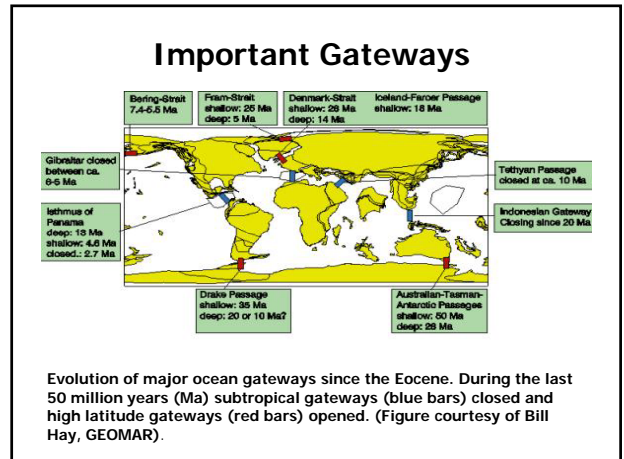 Important Gateways
Bering-Strait
7.4-5.5 Ma
Fram-Strait
shallow: 25 Ma
deep: 5 Ma
Denmark-Strait
shallow: 26 Ma
deep: 14 Ma
Iceland-Faroer Passage
shallow: 18 Ma
Gibraltar closed
between ca.
6-5 Ma
Tethyan Passage
closed at ca. 10 Ma
Isthmus of
Panama
deep: 13 Ma
shallow: 4.6 Ma
closed.: 2.7 Ma
Indonesian Gateway
Closing since 20 Ma
Drake Passage
shallow: 35 Ma
deep: 20 or 10 Ma?
Australian-Tasman-
Antarctic Passages
shallow: 50 Ma
deep: 28 Ma
Evolution of major ocean gateways since the Eocene. During the last
50 million years (Ma) subtropical gateways (blue bars) closed and
high latitude gateways (red bars) opened. (Figure courtesy of Bill
Hay, GEOMAR).